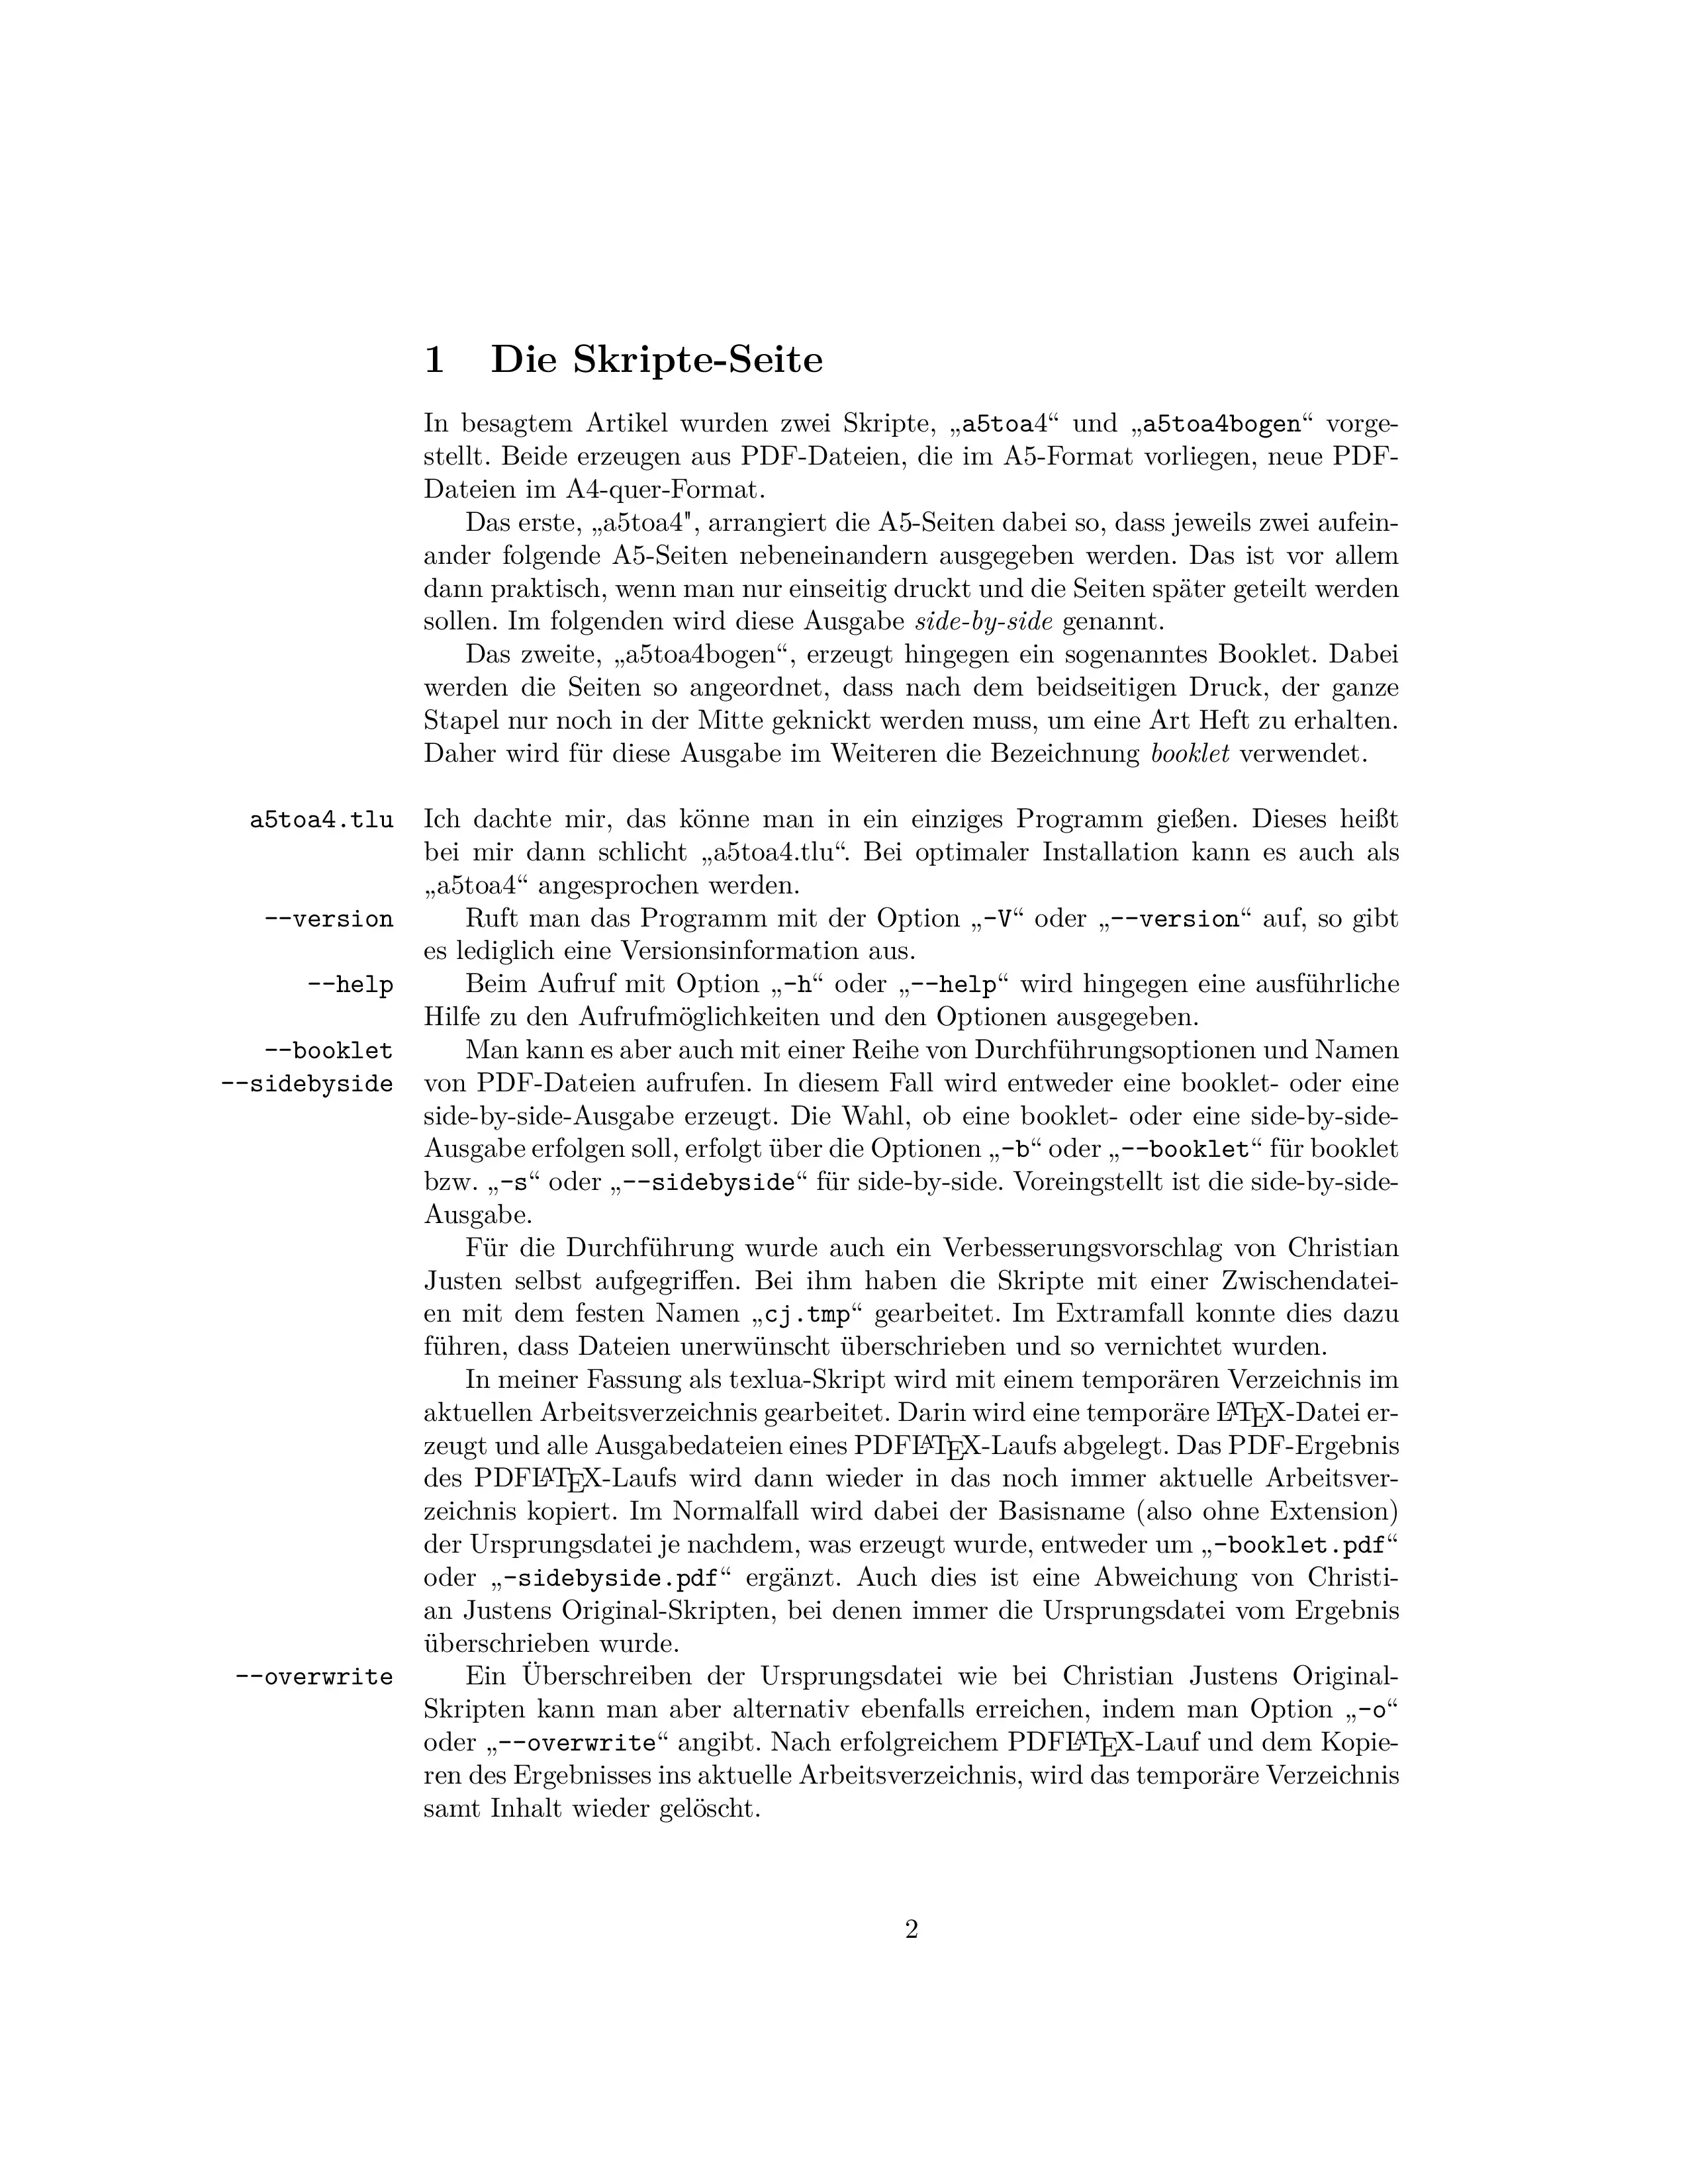 1 Die Skripte-Seite
In besagtem Artikel wurden zwei Skripte, „a5toa4“ und „a5toa4bogen“ vorge-
stellt. Beide erzeugen aus PDF-Dateien, die im A5-Format vorliegen, neue PDF-
Dateien im A4-quer-Format.
Das erste, „a5toa4", arrangiert die A5-Seiten dabei so, dass jeweils zwei aufein-
ander folgende A5-Seiten nebeneinandern ausgegeben werden. Das ist vor allem
dann praktisch, wenn man nur einseitig druckt und die Seiten später geteilt werden
sollen. Im folgenden wird diese Ausgabe side-by-side genannt.
Das zweite, „a5toa4bogen“, erzeugt hingegen ein sogenanntes Booklet. Dabei
werden die Seiten so angeordnet, dass nach dem beidseitigen Druck, der ganze
Stapel nur noch in der Mitte geknickt werden muss, um eine Art Heft zu erhalten.
Daher wird für diese Ausgabe im Weiteren die Bezeichnung booklet verwendet.
a5toa4.tlu Ich dachte mir, das könne man in ein einziges Programm gießen. Dieses heißt
bei mir dann schlicht „a5toa4.tlu“. Bei optimaler Installation kann es auch als
„a5toa4“ angesprochen werden.
--version Ruft man das Programm mit der Option „-V“ oder „--version“ auf, so gibt
es lediglich eine Versionsinformation aus.
--help Beim Aufruf mit Option „-h“ oder „--help“ wird hingegen eine ausführliche
Hilfe zu den Aufrufmöglichkeiten und den Optionen ausgegeben.
--booklet Man kann es aber auch mit einer Reihe von Durchführungsoptionen und Namen
--sidebyside von PDF-Dateien aufrufen. In diesem Fall wird entweder eine booklet- oder eine
side-by-side-Ausgabe erzeugt. Die Wahl, ob eine booklet- oder eine side-by-side-
Ausgabe erfolgen soll, erfolgt über die Optionen „-b“ oder „--booklet“ für booklet
bzw. „-s“ oder „--sidebyside“ für side-by-side. Voreingstellt ist die side-by-side-
Ausgabe.
Für die Durchführung wurde auch ein Verbesserungsvorschlag von Christian
Justen selbst aufgegriffen. Bei ihm haben die Skripte mit einer Zwischendatei-
en mit dem festen Namen „cj.tmp“ gearbeitet. Im Extramfall konnte dies dazu
führen, dass Dateien unerwünscht überschrieben und so vernichtet wurden.
In meiner Fassung als texlua-Skript wird mit einem temporären Verzeichnis im
aktuellen Arbeitsverzeichnis gearbeitet. Darin wird eine temporäre LATEX-Datei er-
zeugt und alle Ausgabedateien eines PDFLATEX-Laufs abgelegt. Das PDF-Ergebnis
des PDFLATEX-Laufs wird dann wieder in das noch immer aktuelle Arbeitsver-
zeichnis kopiert. Im Normalfall wird dabei der Basisname (also ohne Extension)
der Ursprungsdatei je nachdem, was erzeugt wurde, entweder um „-booklet.pdf“
oder „-sidebyside.pdf“ ergänzt. Auch dies ist eine Abweichung von Christi-
an Justens Original-Skripten, bei denen immer die Ursprungsdatei vom Ergebnis
überschrieben wurde.
--overwrite Ein Überschreiben der Ursprungsdatei wie bei Christian Justens Original-
Skripten kann man aber alternativ ebenfalls erreichen, indem man Option „-o“
oder „--overwrite“ angibt. Nach erfolgreichem PDFLATEX-Lauf und dem Kopie-
ren des Ergebnisses ins aktuelle Arbeitsverzeichnis, wird das temporäre Verzeichnis
samt Inhalt wieder gelöscht.
2